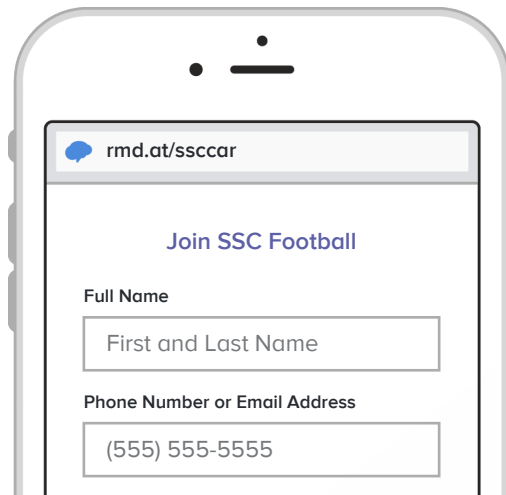 rmd.at/ssccar
Join SSC Football
Full Name
First and Last Name
Phone Number or Email Address
(555) 555-5555